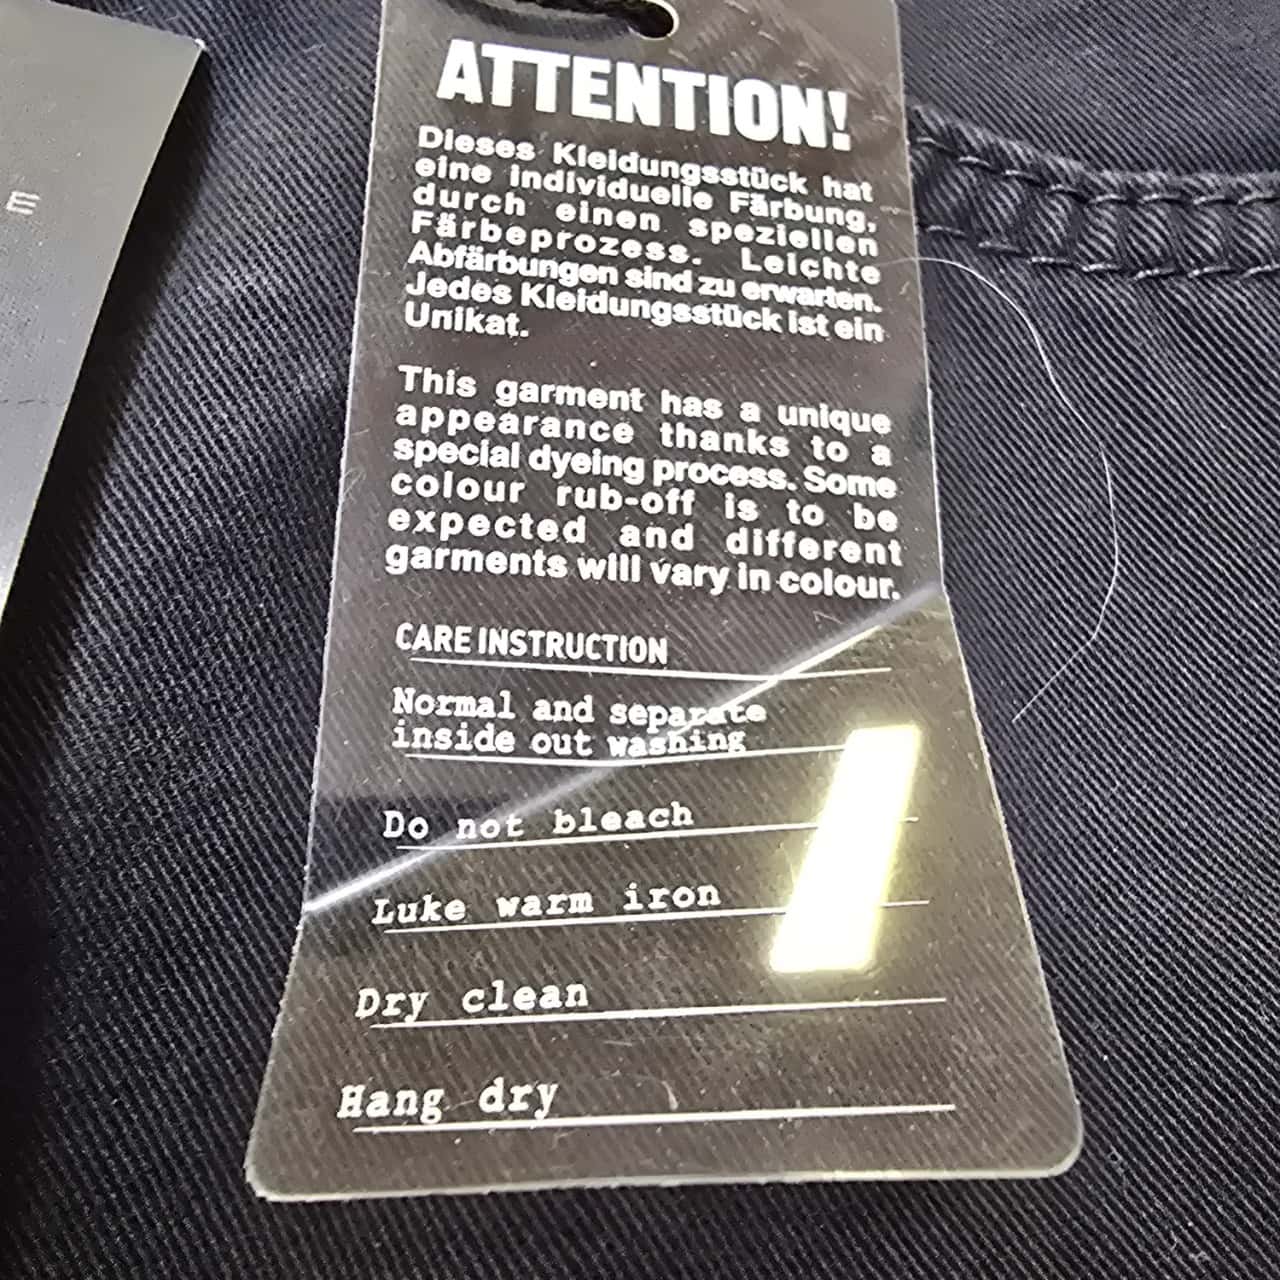 E
ATTENTION!
Dieses Kleidungsstück hat
eine individuelle Färbung,
durch einen speziellen
Färbeprozess. Leichte
Abfärbungen sind zu erwarten.
Jedes Kleidungsstück ist ein
Unikat.
This garment has a unique
appearance thanks to a
special dyeing process. Some
colour rub-off is to be
expected and different
garments will vary in colour.
CARE INSTRUCTION
Normal and separate
inside out washing
Do not bleach
Luke warm iron
Dry clean
Hang dry